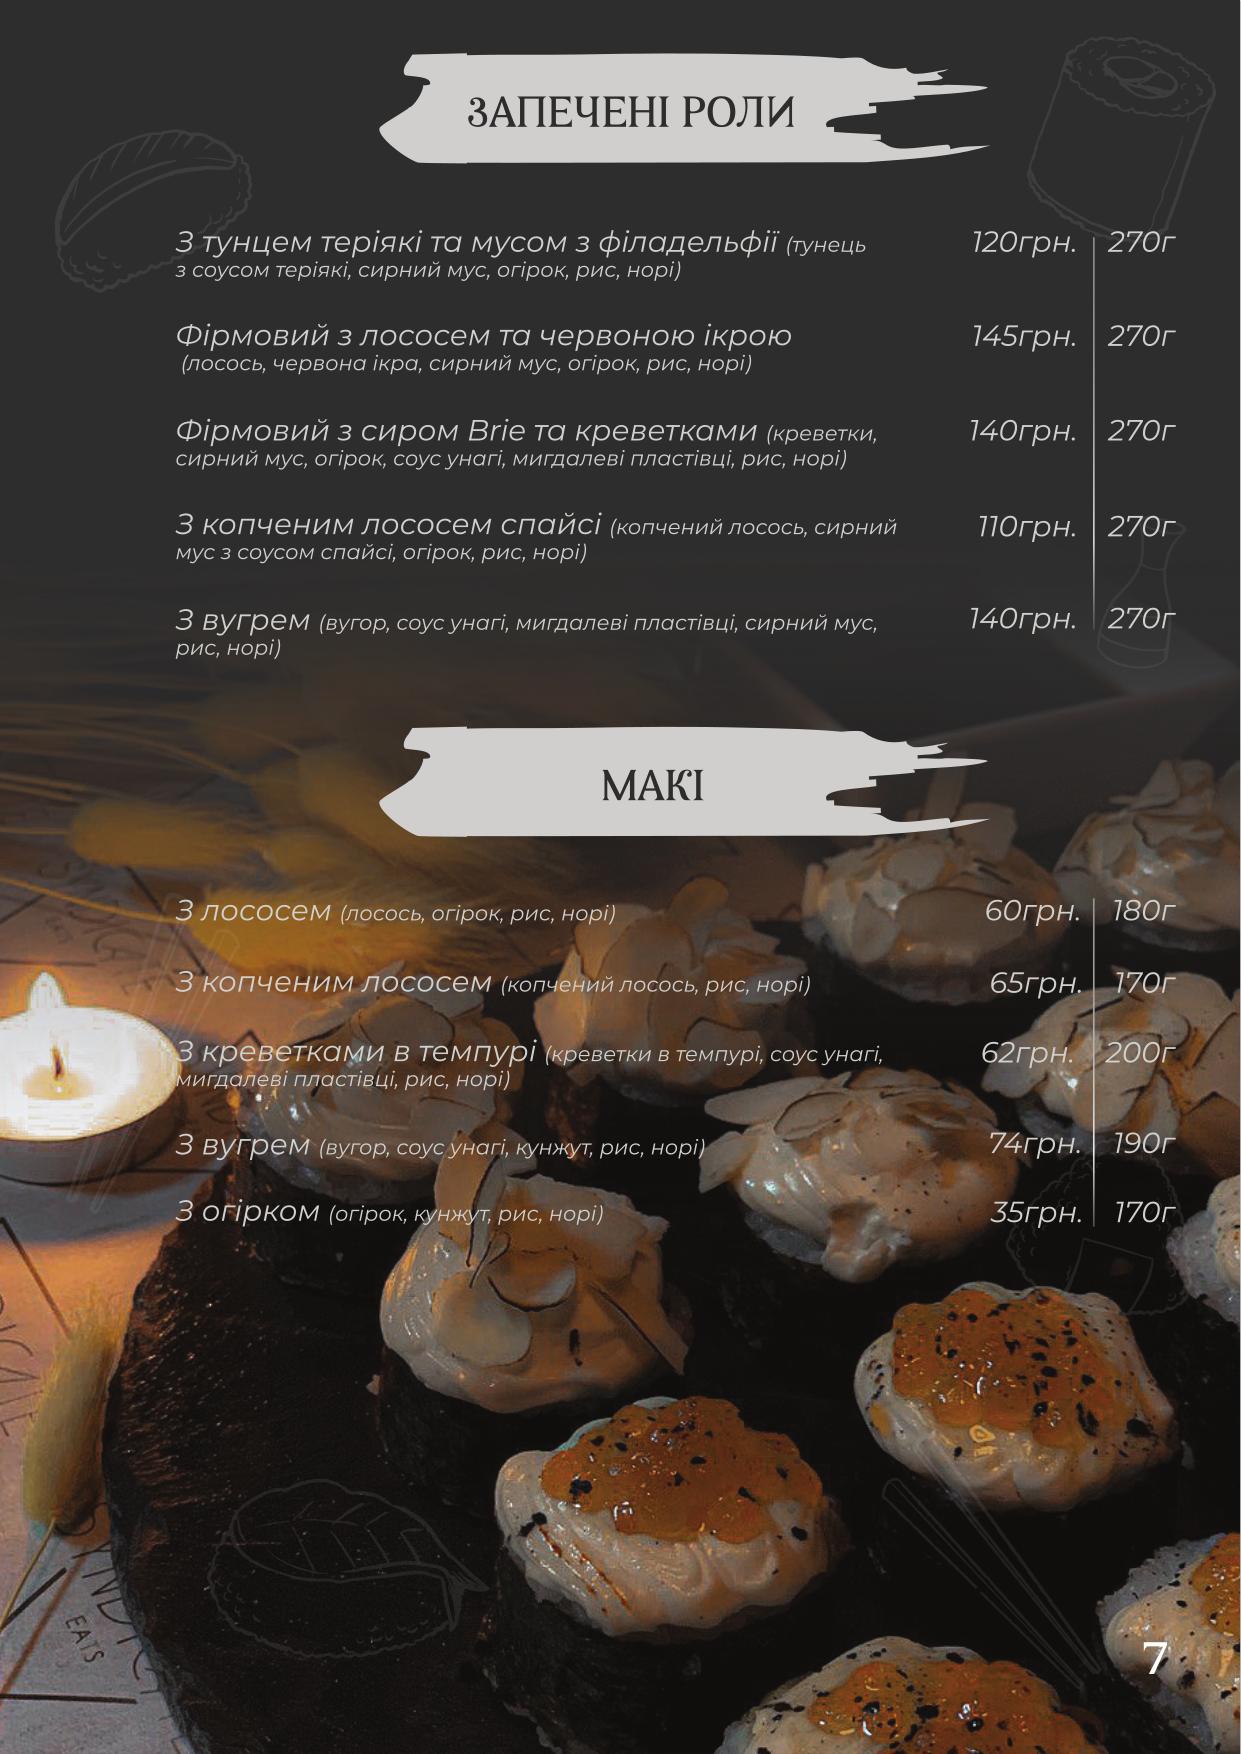 ЗАПЕЧЕНІ РОЛИ
З тунцем теріякі та мусом з філадельфії (тунець 120грн. 270г
з соусом теріякі, сирний мус, огірок, рис, норі)
Фірмовий з лососем та червоною ікрою 145грн. 270г
(лосось, червона ікра, сирний мус, огірок, рис, норі)
Фірмовий з сиром Brie та креветками (креветки, 140грн. 270г
сирний мус, огірок, соус унагі, мигдалеві пластівці, рис, норі)
З копченим лососем спайсі (копчений лосось, сирний 110грн. 270г
мус з соусом спайсі, огірок, рис, норі)
З вугрем (вугор, соус унагі, мигдалеві пластівці, сирний мус, 140грн. 270г
рис, норі)
МАКІ
З лососем (лосось, огірок, рис, норі) 60грн. 180г
З копченим лососем (копчений лосось, рис, норі) 65грн. 170г
З креветками в темпурі (креветки в темпурі, соус унагі, 62грн. 200г
мигдалеві пластівці, рис, норі)
З вугрем (вугор, соус унагі, кунжут, рис, норі) 74грн. 190г
З огірком (огірок, кунжут, рис, норі) 35грн. 170г
EATS
7